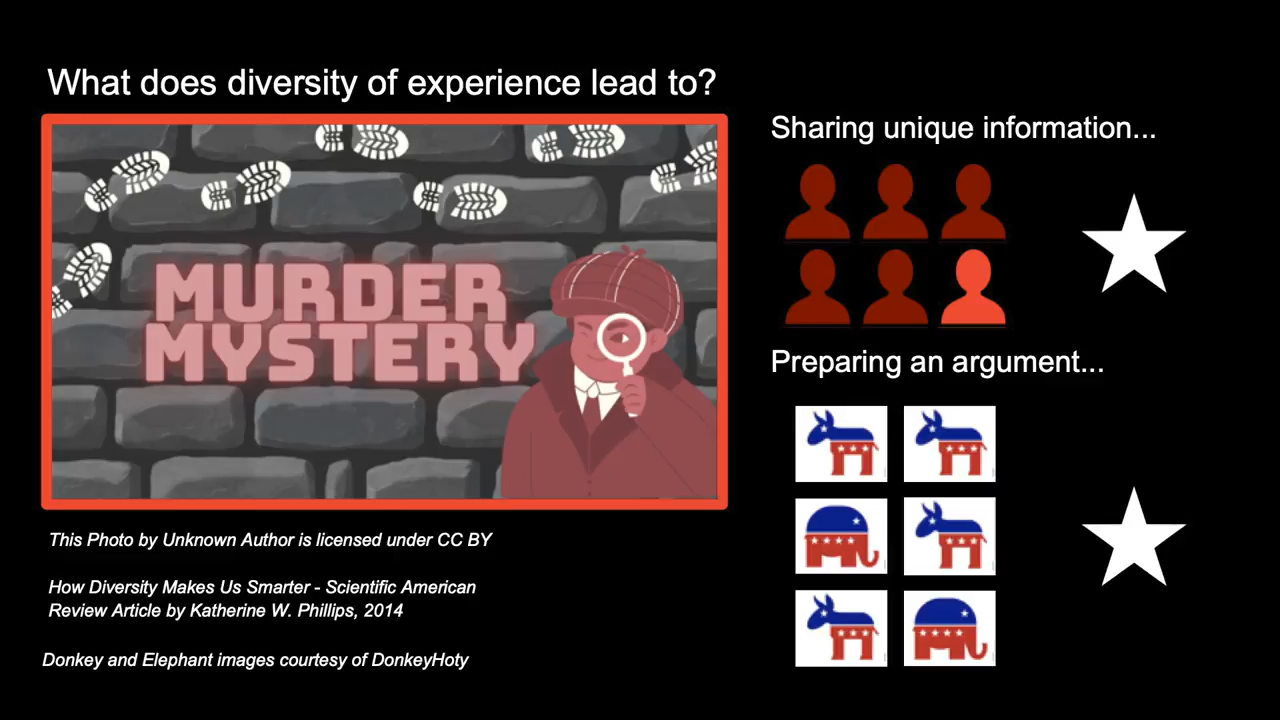 What does diversity of experience lead to?
MURDER
MYSTERY
This Photo by Unknown Author is licensed under CC BY
How Diversity Makes Us Smarter - Scientific American
Review Article by Katherine W. Phillips, 2014
Donkey and Elephant images courtesy of DonkeyHoty
Sharing unique information...
Preparing an argument...